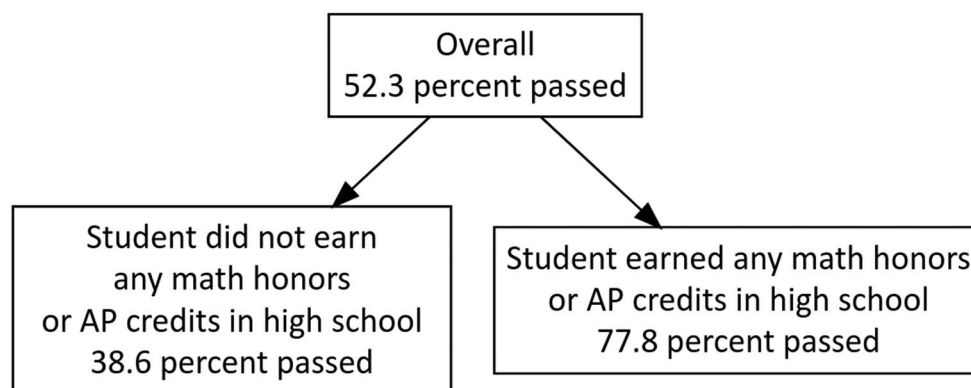 Overall
52.3 percent passed
Student did not earn
any math honors
or AP credits in high school
38.6 percent passed
Student earned any math honors
or AP credits in high school
77.8 percent passed